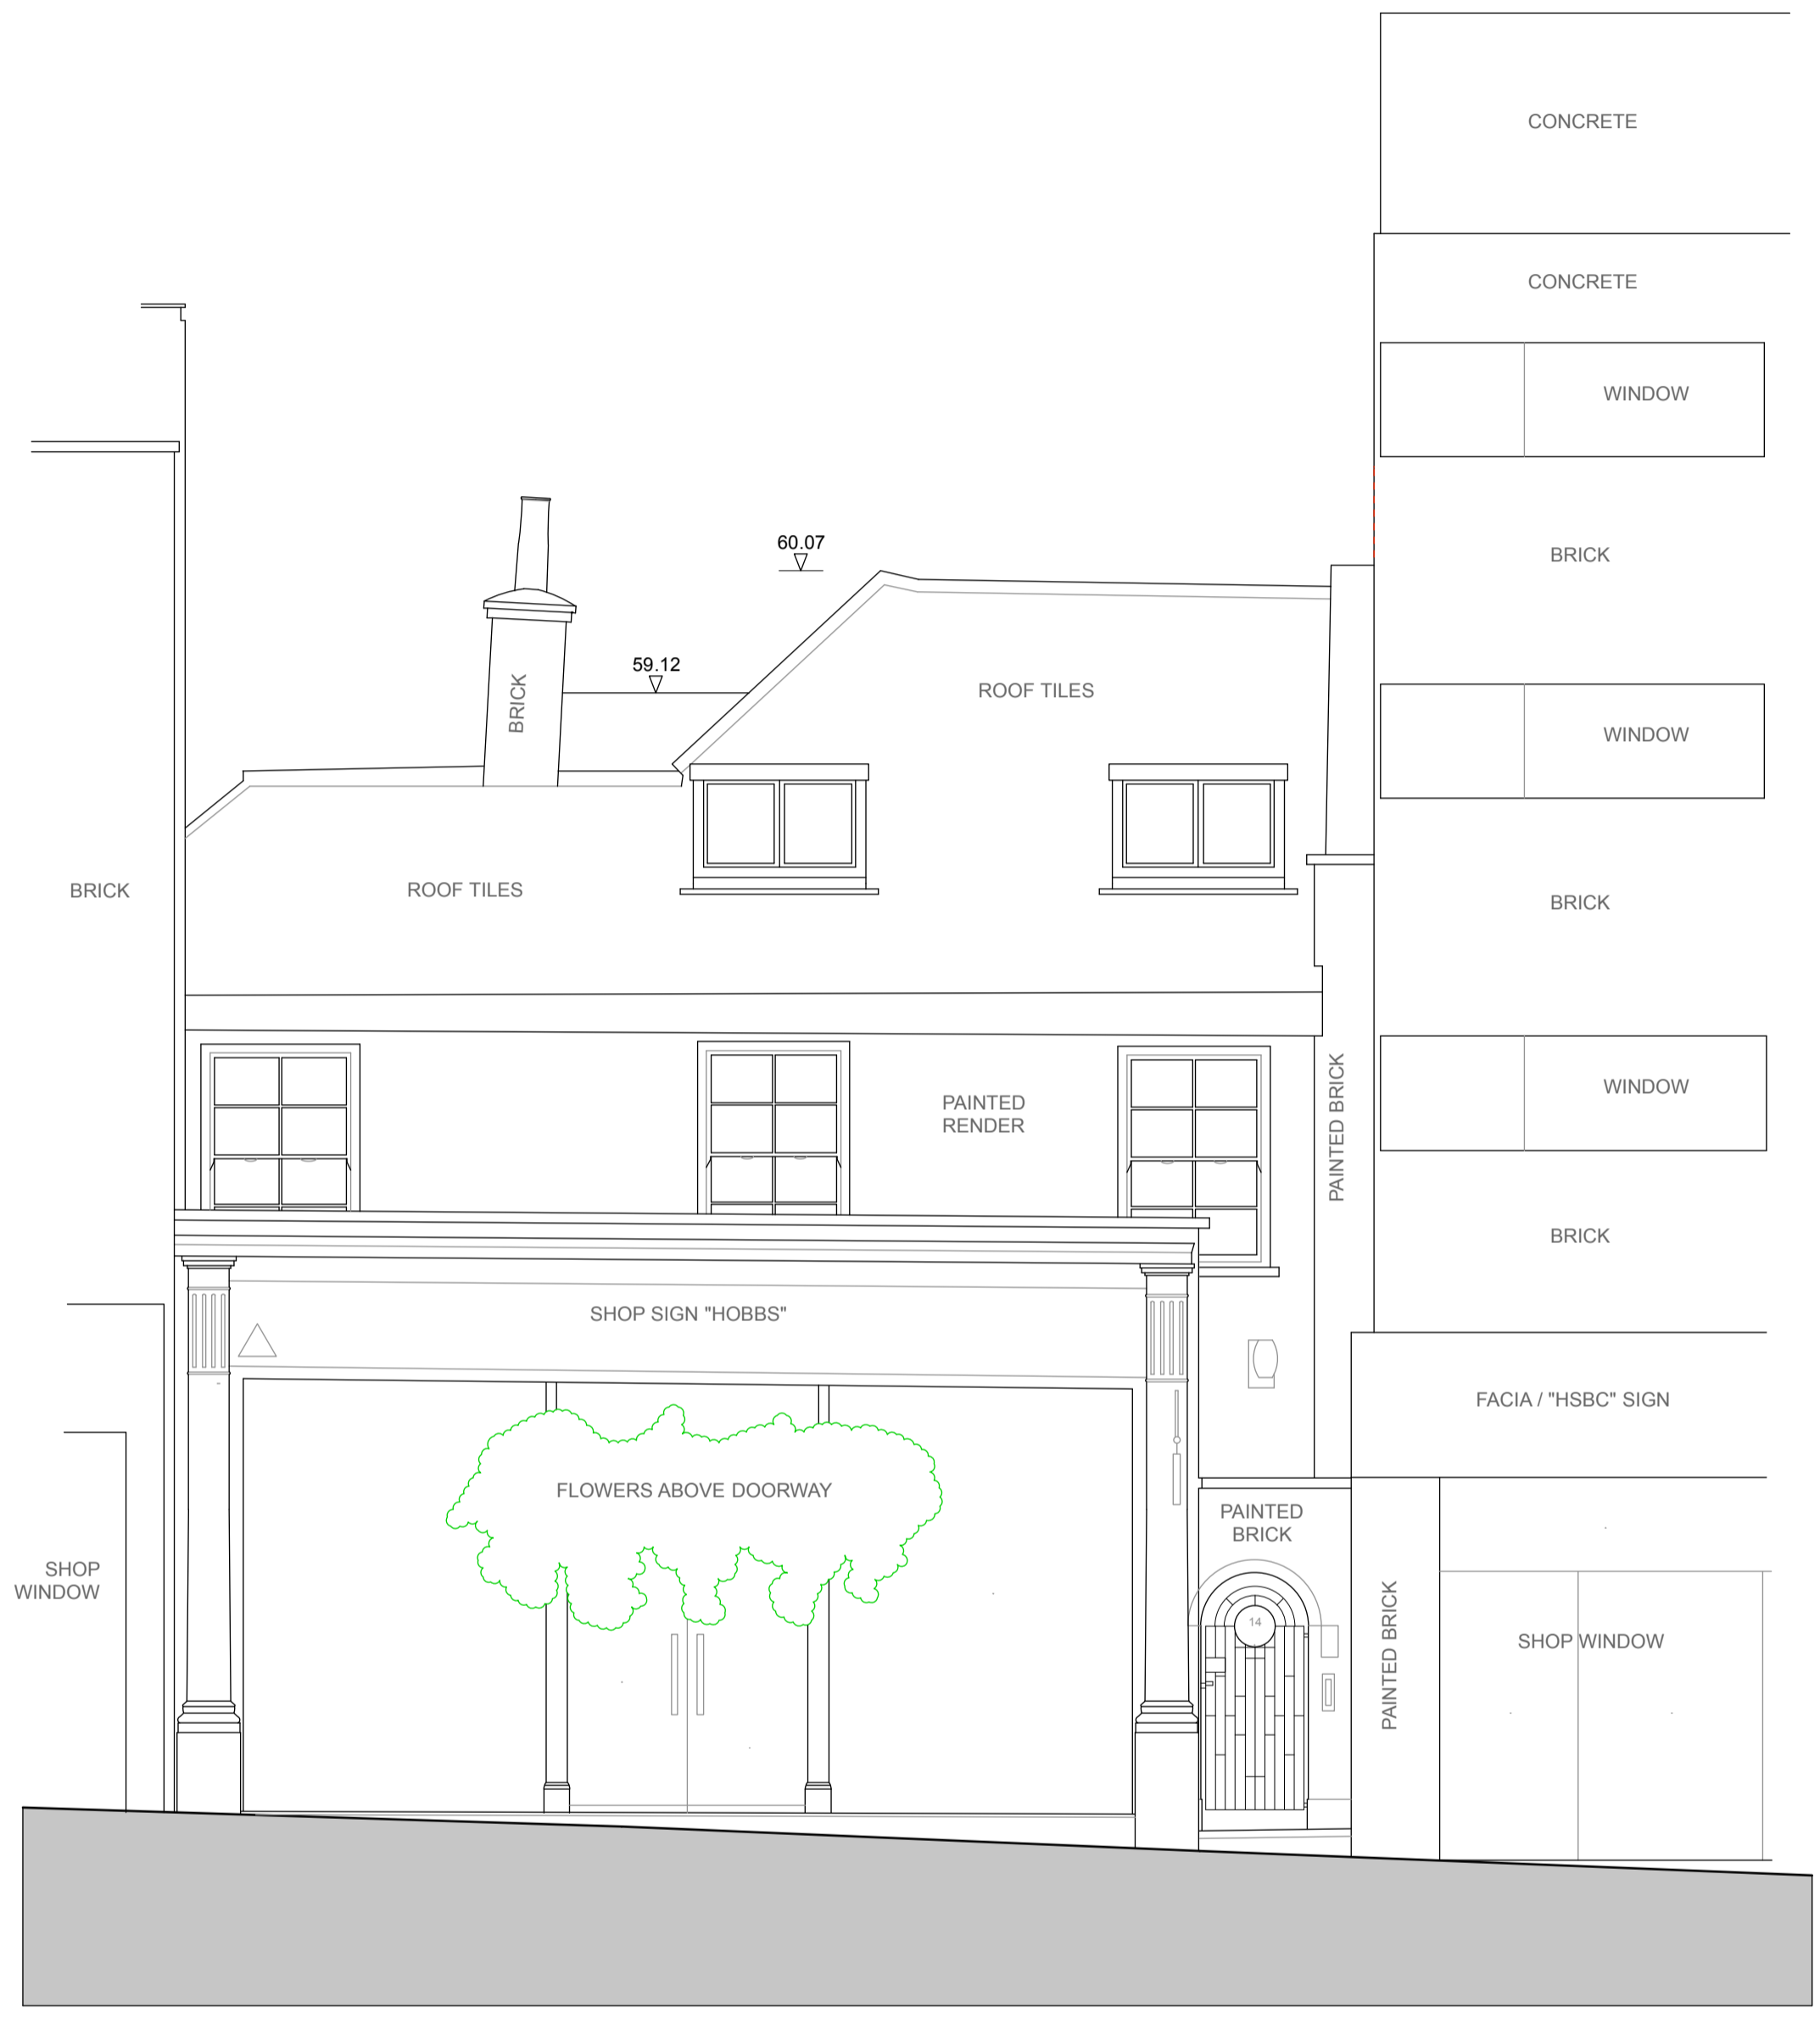 CONCRETE
CONCRETE
WINDOW
60.07
BRICK
59.12
BRICK
ROOF TILES
WINDOW
BRICK
ROOF TILES
BRICK
PAINTED
RENDER
PAINTED BRICK
WINDOW
BRICK
SHOP SIGN "HOBBS"
FACIA / "HSBC" SIGN
FLOWERS ABOVE DOORWAY
PAINTED
BRICK
SHOP
WINDOW
14
PAINTED BRICK
SHOP WINDOW